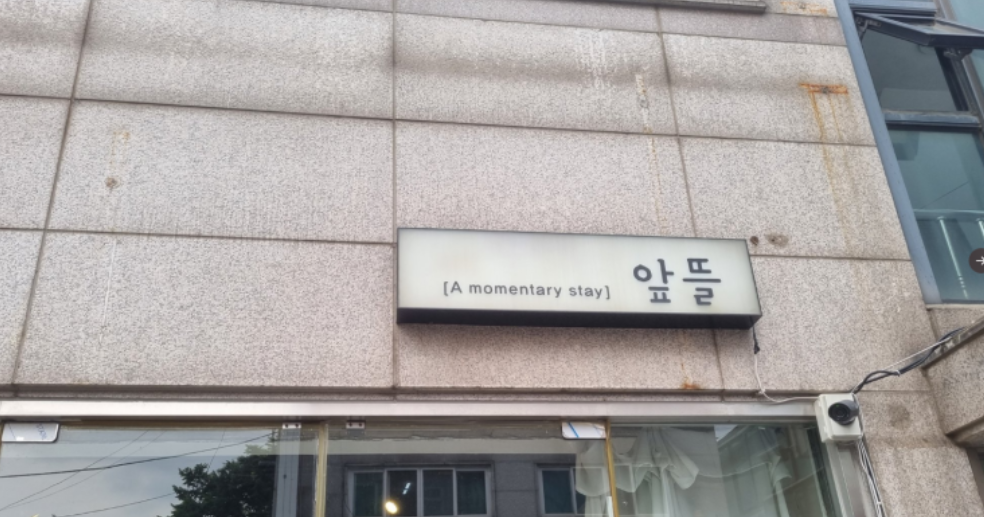 [A momentary stay] 앞뜰